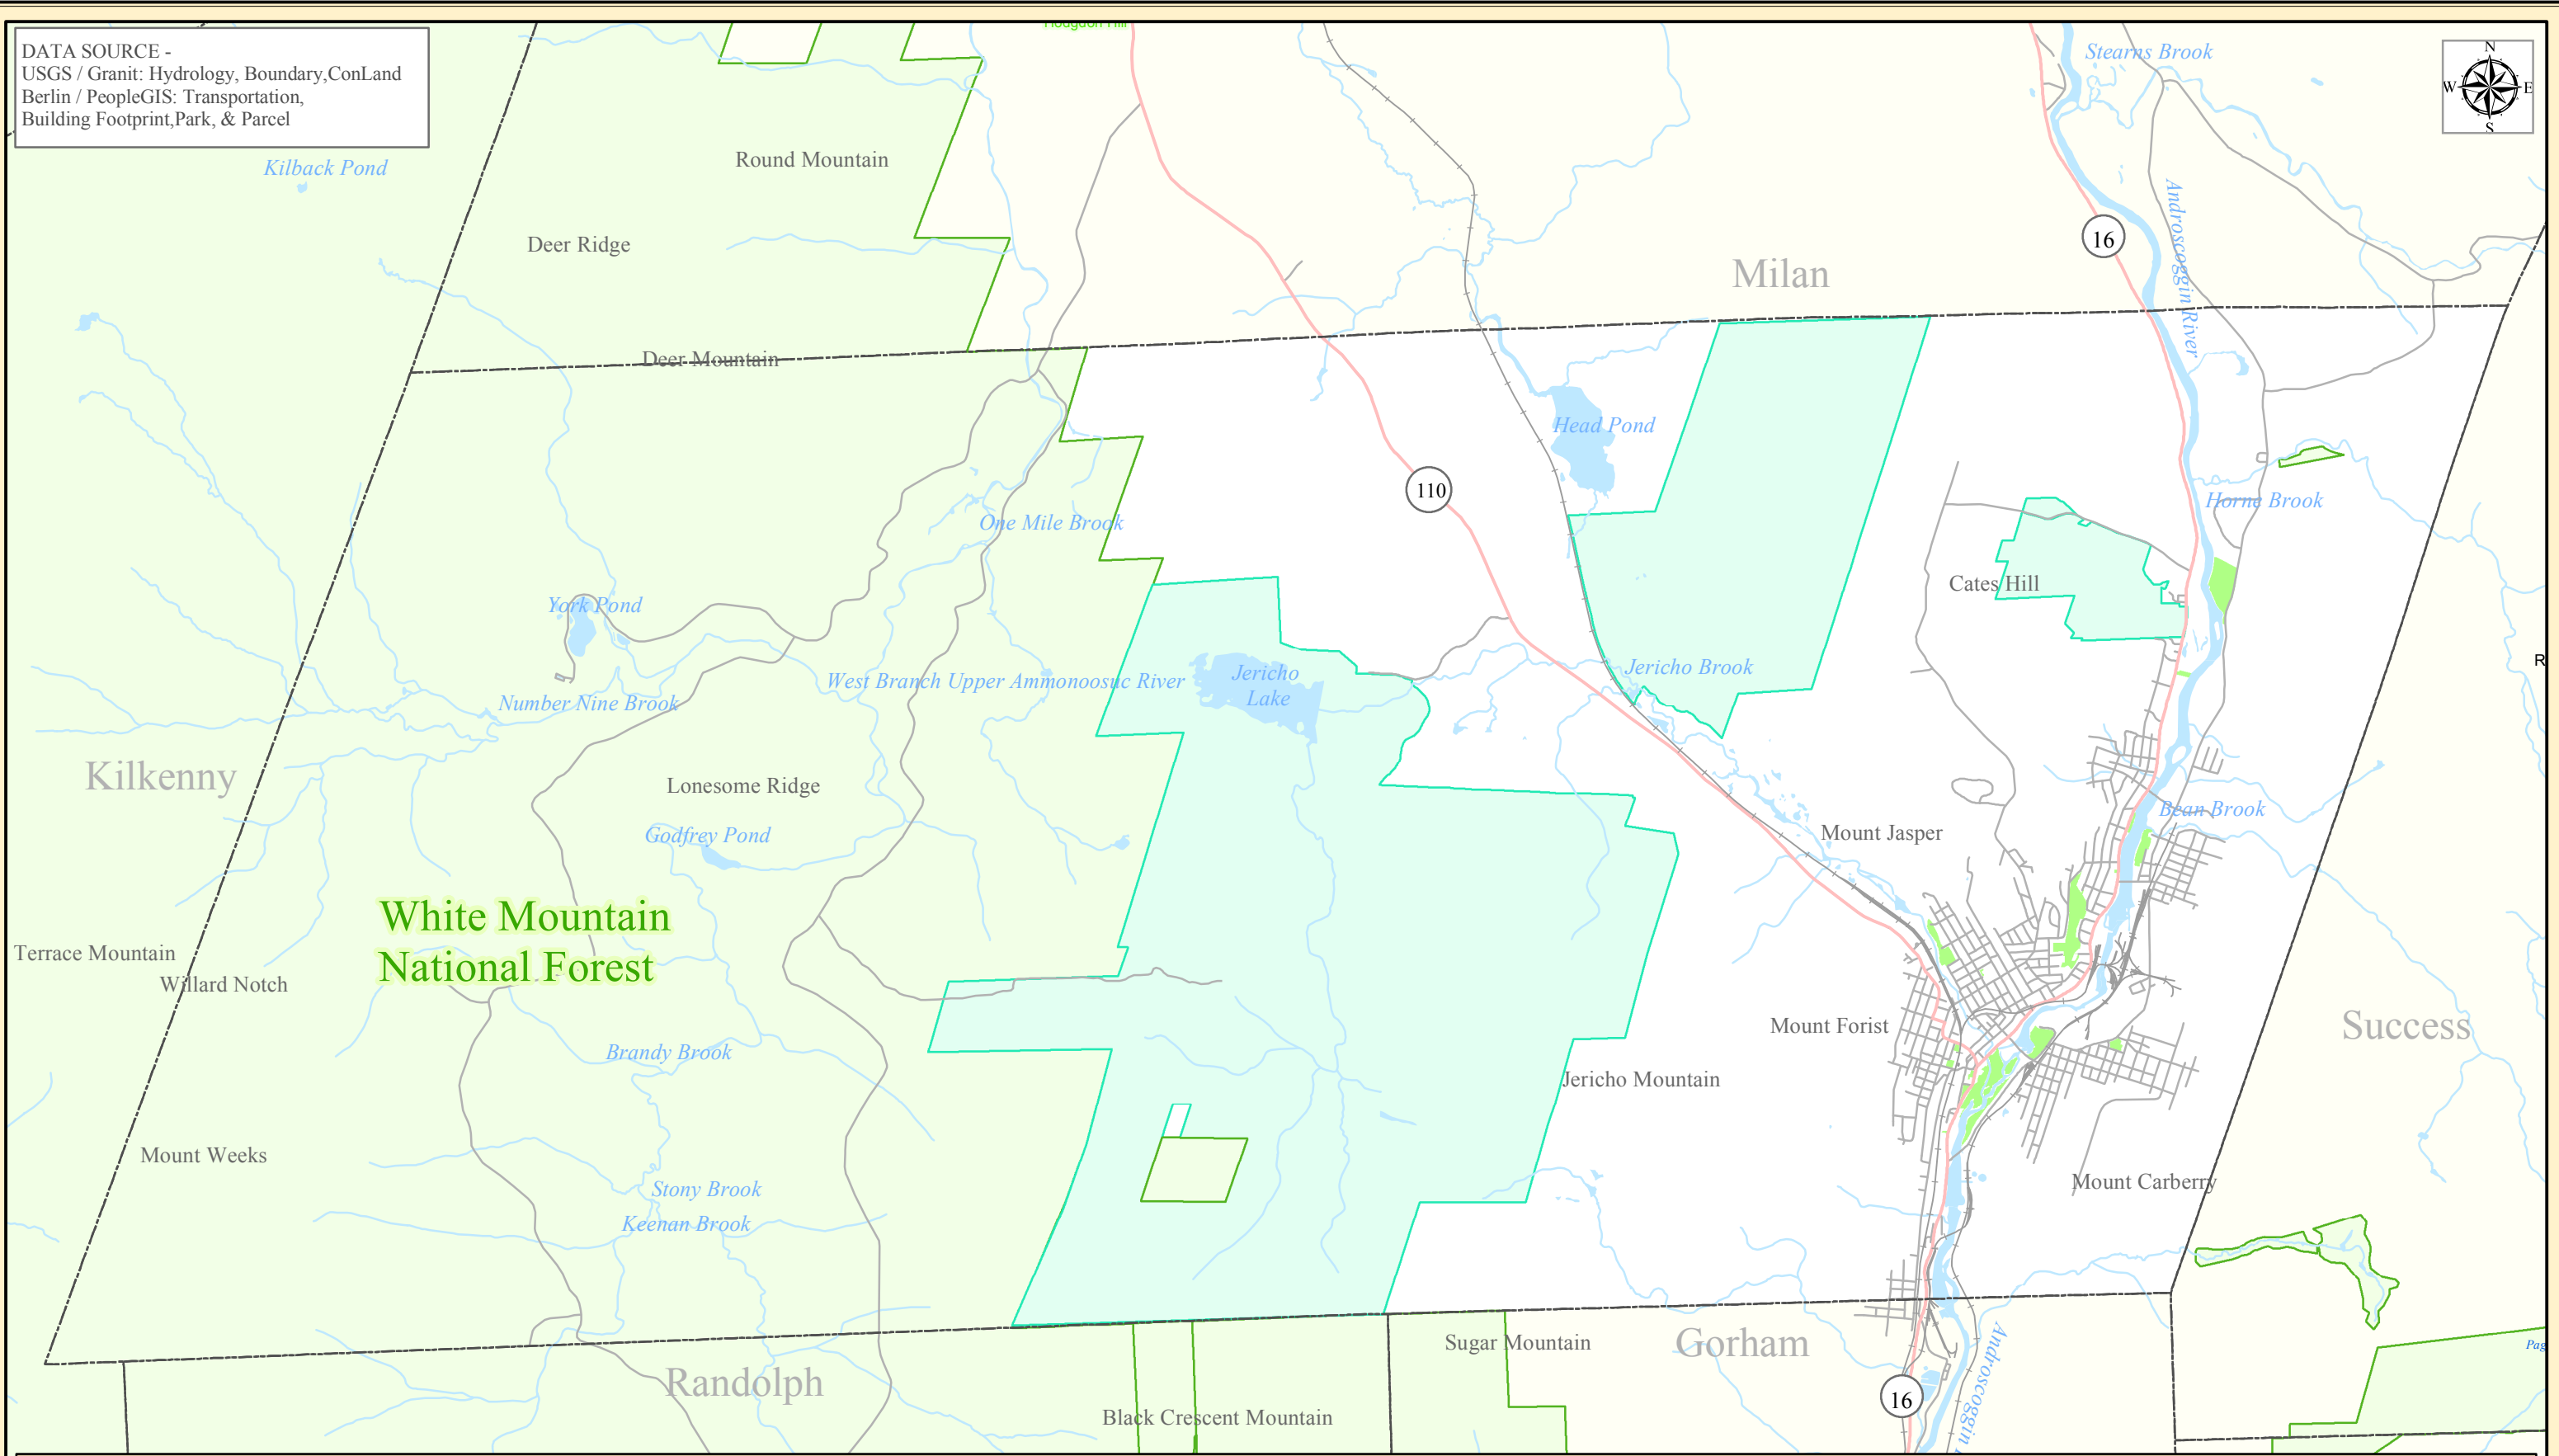 Hodgdon Hill
DATA SOURCE -
USGS / Granit: Hydrology, Boundary,ConLand
Berlin / PeopleGIS: Transportation,
Building Footprint,Park, & Parcel
N
W
E
S
Stearns Brook
Kilback Pond
Round Mountain
Deer Ridge
16
Androscoggin River
Milan
Deer Mountain
Head Pond
110
One Mile Brook
Horne Brook
Cates Hill
York Pond
R
Jericho Brook
West Branch Upper Ammonoosuc River
Jericho
Lake
Number Nine Brook
Kilkenny
Lonesome Ridge
Godfrey Pond
Bean Brook
Mount Jasper
White Mountain
National Forest
Terrace Mountain
Willard Notch
Mount Forist
Success
Brandy Brook
Jericho Mountain
Mount Weeks
Mount Carberry
Stony Brook
Keenan Brook
Sugar Mountain
Gorham
Pag
Randolph
Androscoggin
16
Black Crescent Mountain